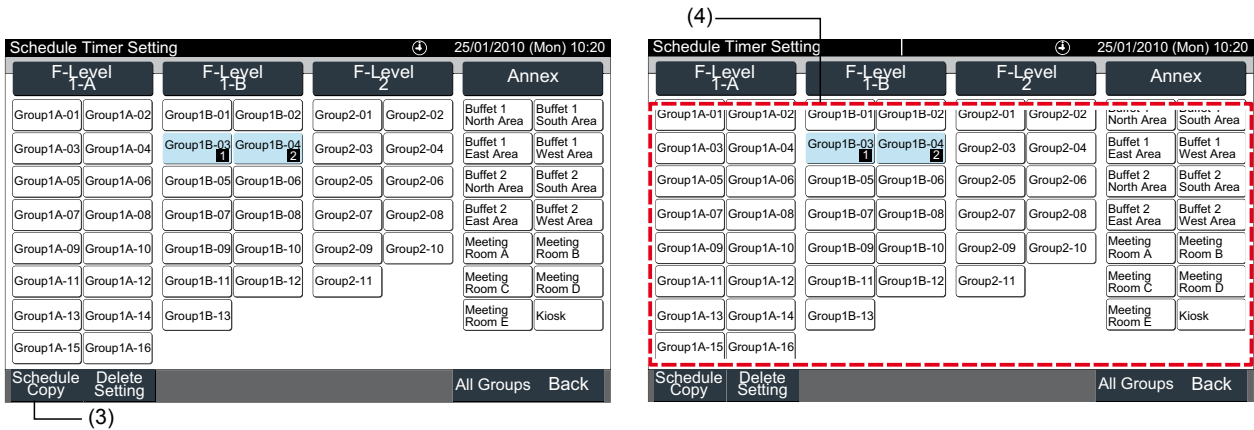 (4)
Schedule Timer Setting 25/01/2010 (Mon) 10:20
F-Level 1-A F-Level 1-B F-Level 2 Annex
Group1A-01 Group1A-02 Group1B-01 Group1B-02 Group2-01 Group2-02 Buffet 1 North Area Buffet 1 South Area
Group1A-03 Group1A-04 Group1B-03 1 Group1B-04 2 Group2-03 Group2-04 Buffet 1 East Area Buffet 1 West Area
Group1A-05 Group1A-06 Group1B-05 Group1B-06 Group2-05 Group2-06 Buffet 2 North Area Buffet 2 South Area
Group1A-07 Group1A-08 Group1B-07 Group1B-08 Group2-07 Group2-08 Buffet 2 East Area Buffet 2 West Area
Group1A-09 Group1A-10 Group1B-09 Group1B-10 Group2-09 Group2-10 Meeting Room A Meeting Room B
Group1A-11 Group1A-12 Group1B-11 Group1B-12 Group2-11 Meeting Room C Meeting Room D
Group1A-13 Group1A-14 Group1B-13 Meeting Room E Kiosk
Group1A-15 Group1A-16
Schedule Copy Delete Setting All Groups Back
(3)
Schedule Timer Setting 25/01/2010 (Mon) 10:20
F-Level 1-A F-Level 1-B F-Level 2 Annex
Group1A-01 Group1A-02 Group1B-01 Group1B-02 Group2-01 Group2-02 North Area South Area
Group1A-03 Group1A-04 Group1B-03 1 Group1B-04 2 Group2-03 Group2-04 Buffet 1 East Area Buffet 1 West Area
Group1A-05 Group1A-06 Group1B-05 Group1B-06 Group2-05 Group2-06 Buffet 2 North Area Buffet 2 South Area
Group1A-07 Group1A-08 Group1B-07 Group1B-08 Group2-07 Group2-08 Buffet 2 East Area Buffet 2 West Area
Group1A-09 Group1A-10 Group1B-09 Group1B-10 Group2-09 Group2-10 Meeting Room A Meeting Room B
Group1A-11 Group1A-12 Group1B-11 Group1B-12 Group2-11 Meeting Room C Meeting Room D
Group1A-13 Group1A-14 Group1B-13 Meeting Room E Kiosk
Group1A-15 Group1A-16
Schedule Copy Delete Setting All Groups Back